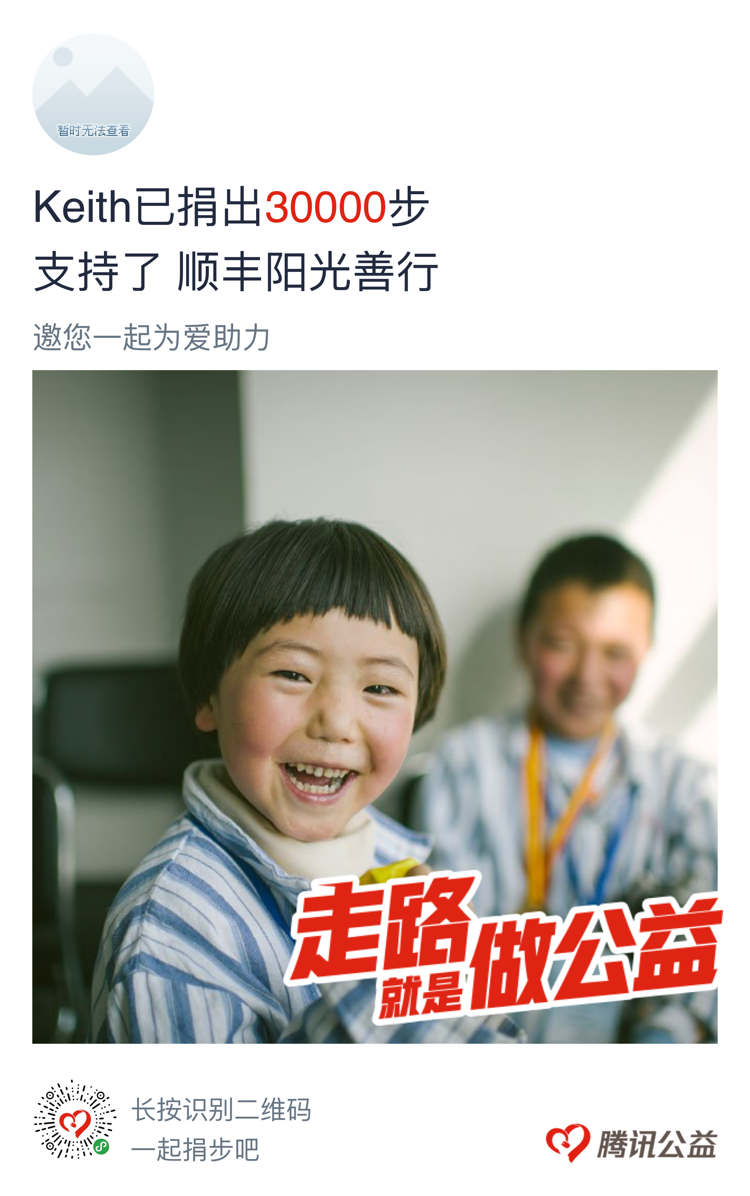 暂时无法查看
Keith已捐出30000步
支持了 顺丰阳光善行
邀您一起为爱助力
走路
就是做公益
长按识别二维码
一起捐步吧
腾讯公益